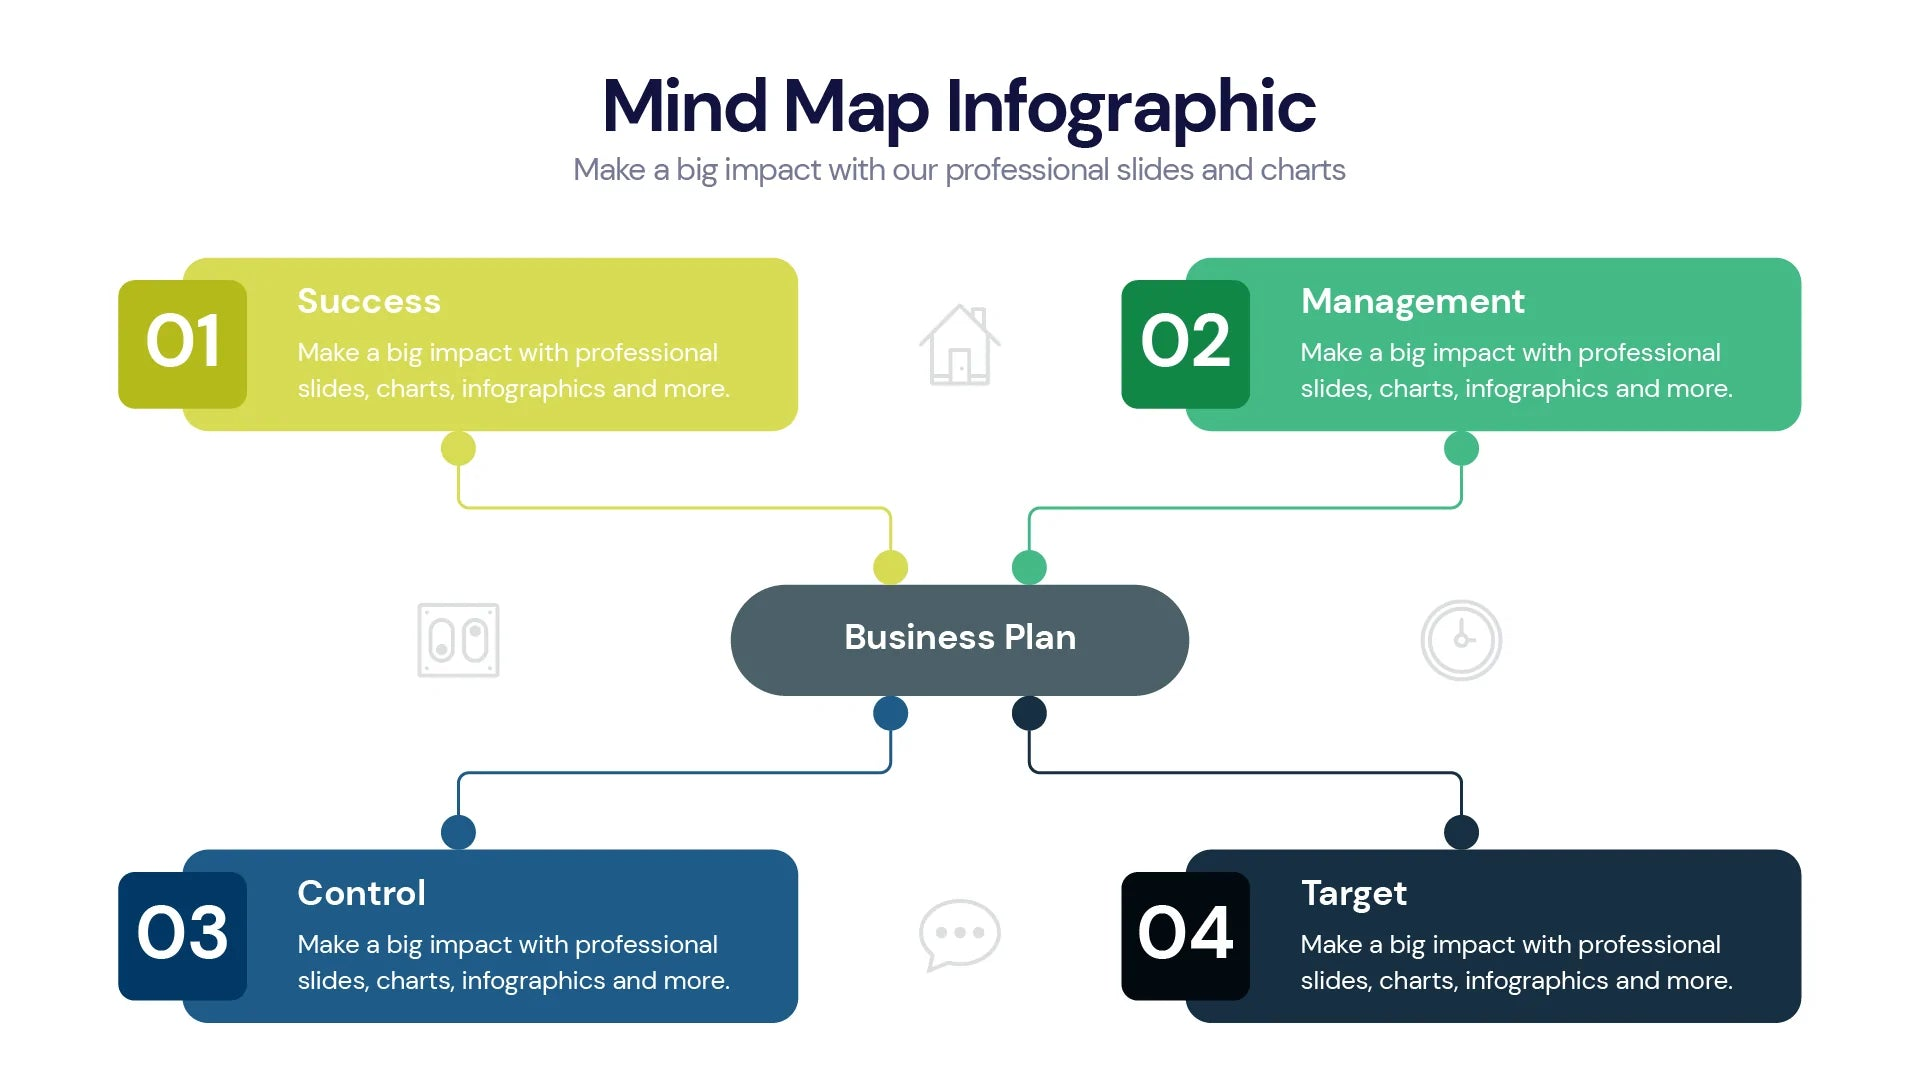 Mind Map Infographic
Make a big impact with our professional slides and charts
01
Success
Make a big impact with professional
slides, charts, infographics and more.
02
Management
Make a big impact with professional
slides, charts, infographics and more.
Business Plan
03
Control
Make a big impact with professional
slides, charts, infographics and more.
04
Target
Make a big impact with professional
slides, charts, infographics and more.